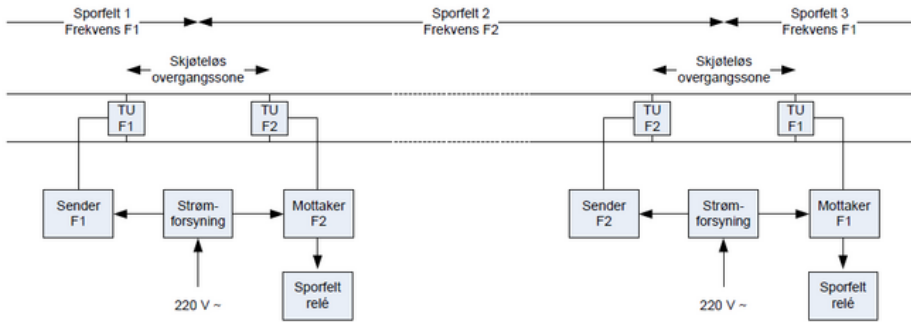 Sporfelt 1
Frekvens F1
Sporfelt 2
Frekvens F2
Sporfelt 3
Frekvens F1
Skjøteløs
overgangssone
Skjøteløs
overgangssone
TU
F1
TU
F2
TU
F2
TU
F1
Sender
F1
Strøm-
forsyning
Mottaker
F2
Sender
F2
Strøm-
forsyning
Mottaker
F1
220 V ~
Sporfelt
relé
220 V ~
Sporfelt
relé